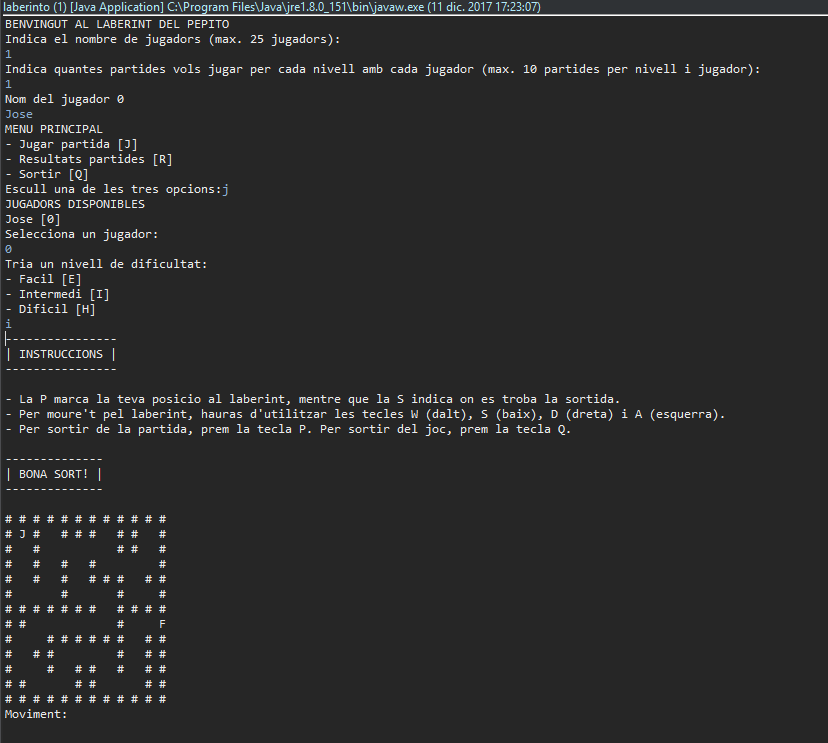 laberinto (1) [Java Application] C:\Program Files\Java\jre1.8.0_151\bin\javaw.exe (11 dic. 2017 17:23:07)
BENVINGUT AL LABERINT DEL PEPITO
Indica el nombre de jugadors (max. 25 jugadors):
1
Indica quantes partides vols jugar per cada nivell amb cada jugador (max. 10 partides per nivell i jugador):
1
Nom del jugador 0
Jose
MENU PRINCIPAL
- Jugar partida [J]
- Resultats partides [R]
- Sortir [Q]
Escull una de les tres opcions:j
JUGADORS DISPONIBLES
Jose [0]
Selecciona un jugador:
0
Tria un nivell de dificultat:
- Facil [E]
- Intermedi [I]
- Dificil [H]
i
----------------
| INSTRUCCIONS |
----------------
- La P marca la teva posicio al laberint, mentre que la S indica on es troba la sortida.
- Per moure't pel laberint, hauras d'utilitzar les tecles W (dalt), S (baix), D (dreta) i A (esquerra).
- Per sortir de la partida, prem la tecla P. Per sortir del joc, prem la tecla Q.
--------------
| BONA SORT! |
--------------
# # # # # # # # # # # #
# J #   # # #   # #   #
#   #           # #   #
#   #   #   #         #
#   #   #   # # #   # #
#       #       #     #
# # # # # # #   # # # #
# #             #     F
#     # # # # # #   # #
#   # #         #   # #
#     #   # #   #   # #
# #       # #       # #
# # # # # # # # # # # #
Moviment: